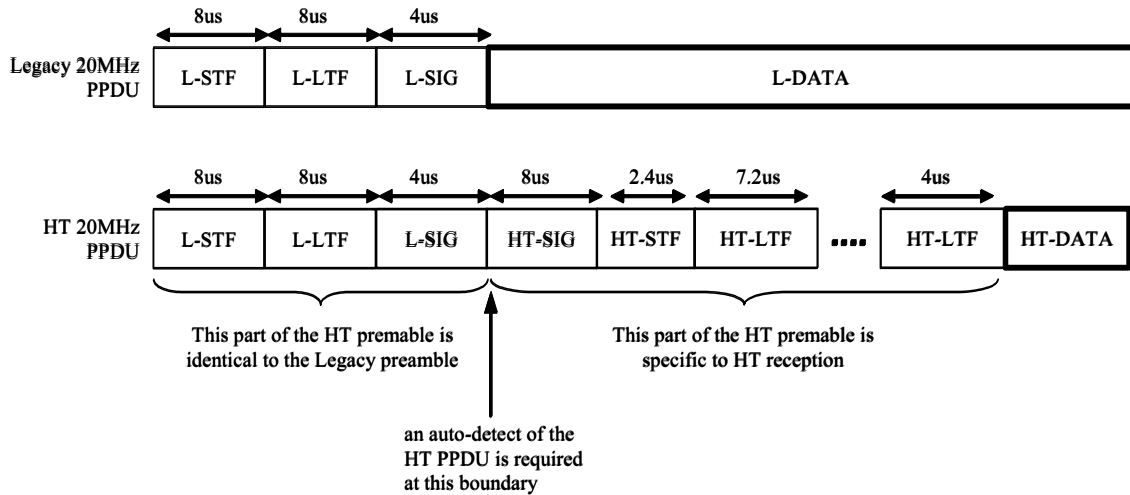 8us 8us 4us
Legacy 20MHz
PPDU
L-STF L-LTF L-SIG L-DATA
8us 8us 4us 8us 2.4us 7.2us 4us
HT 20MHz
PPDU
L-STF L-LTF L-SIG HT-SIG HT-STF HT-LTF .... HT-LTF HT-DATA
This part of the HT premable is
identical to the Legacy preamble
This part of the HT premable is
specific to HT reception
an auto-detect of the
HT PPDU is required
at this boundary